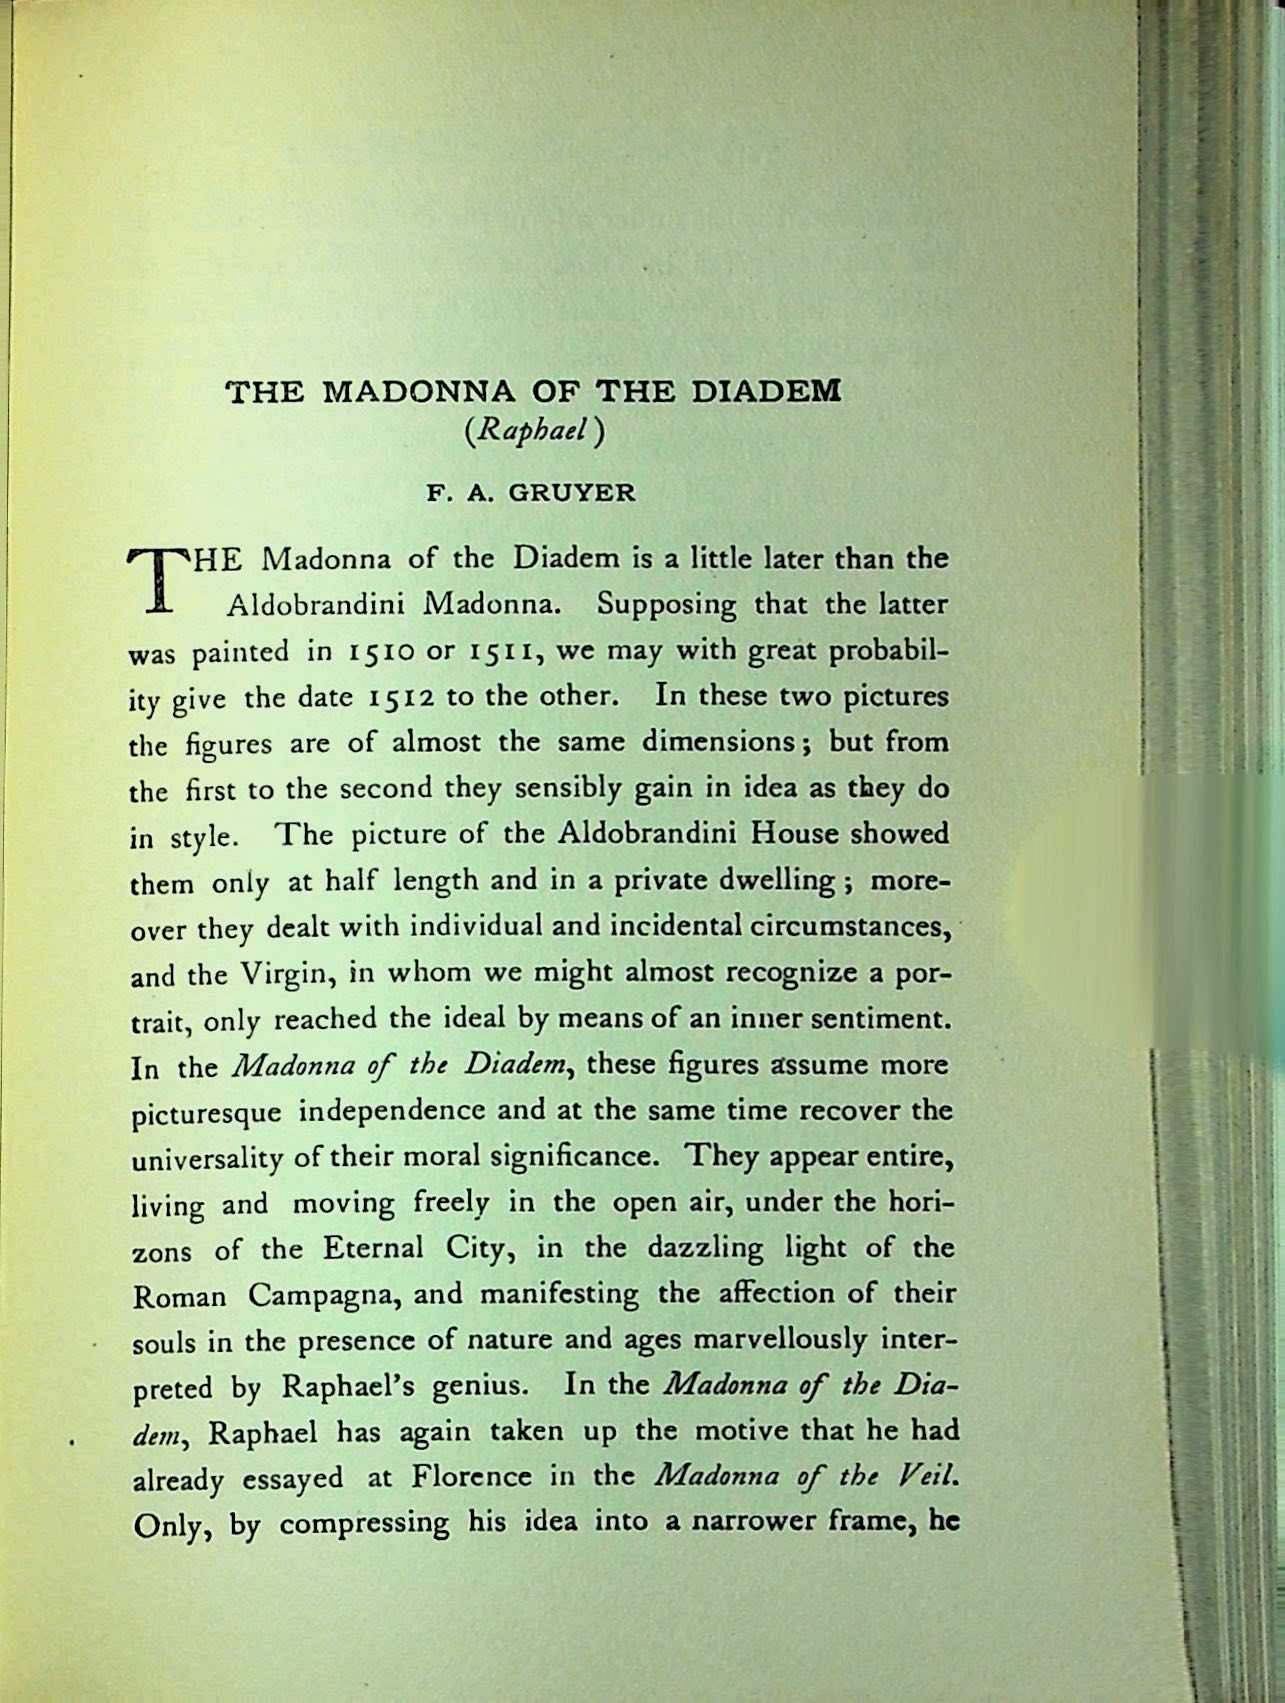 THE MADONNA OF THE DIADEM
(Raphael)
F. A. GRUYER
THE Madonna of the Diadem is a little later than the
Aldobrandini Madonna. Supposing that the latter
was painted in 1510 or 1511, we may with great probabil-
ity give the date 1512 to the other. In these two pictures
the figures are of almost the same dimensions; but from
the first to the second they sensibly gain in idea as they do
in style. The picture of the Aldobrandini House showed
them only at half length and in a private dwelling; more-
over they dealt with individual and incidental circumstances,
and the Virgin, in whom we might almost recognize a por-
trait, only reached the ideal by means of an inner sentiment.
In the Madonna of the Diadem, these figures assume more
picturesque independence and at the same time recover the
universality of their moral significance. They appear entire,
living and moving freely in the open air, under the hori-
zons of the Eternal City, in the dazzling light of the
Roman Campagna, and manifesting the affection of their
souls in the presence of nature and ages marvellously inter-
preted by Raphael's genius. In the Madonna of the Dia-
dem, Raphael has again taken up the motive that he had
already essayed at Florence in the Madonna of the Veil.
Only, by compressing his idea into a narrower frame, he